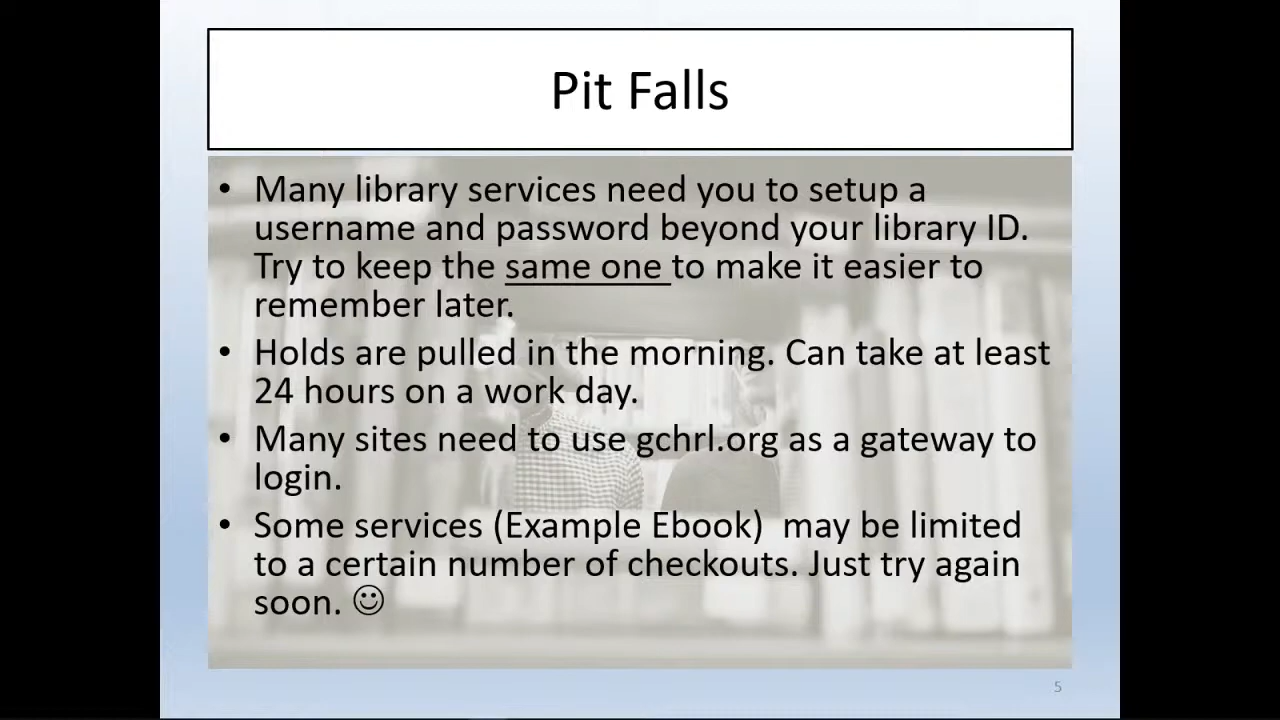 Pit Falls
• Many library services need you to setup a
username and password beyond your library ID.
Try to keep the same one to make it easier to
remember later.
• Holds are pulled in the morning. Can take at least
24 hours on a work day.
• Many sites need to use gchrl.org as a gateway to
login.
• Some services (Example Ebook)  may be limited
to a certain number of checkouts. Just try again
soon. ☺
5